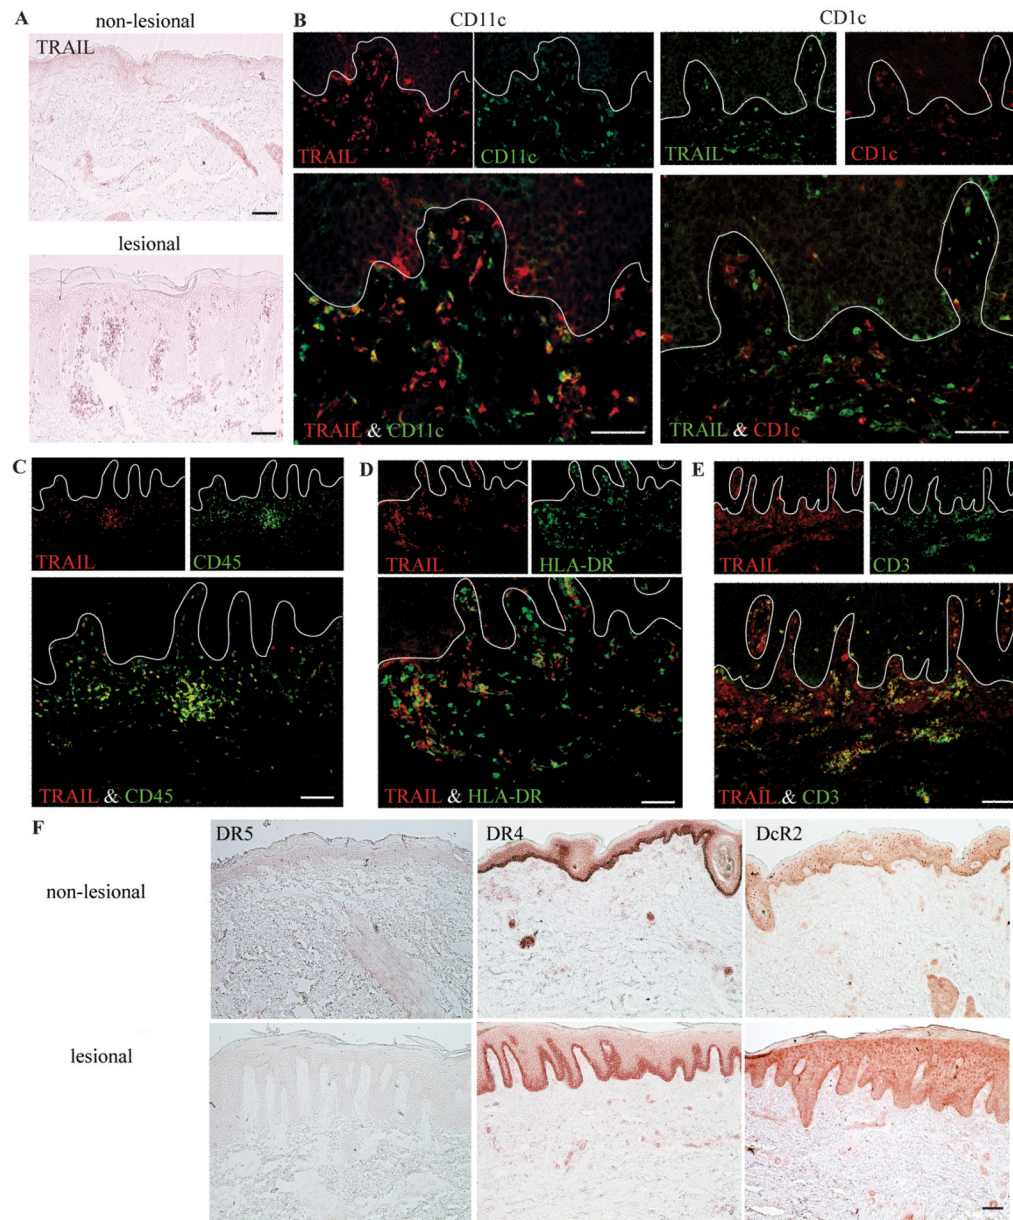 A
non-lesional
TRAIL
lesional
B
CD11c
CD1c
TRAIL
CD11c
TRAIL
CD1c
TRAIL & CD11c
TRAIL & CD1c
C
TRAIL
CD45
TRAIL & CD45
D
TRAIL
HLA-DR
TRAIL & HLA-DR
E
TRAIL
CD3
TRAIL & CD3
F
DR5
DR4
DcR2
non-lesional
lesional